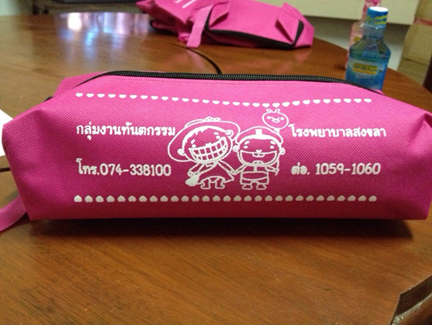 กลุ่มงานทันตกรรม โรงพยาบาลสงขลา
โทร.074-338100 ต่อ. 1059-1060